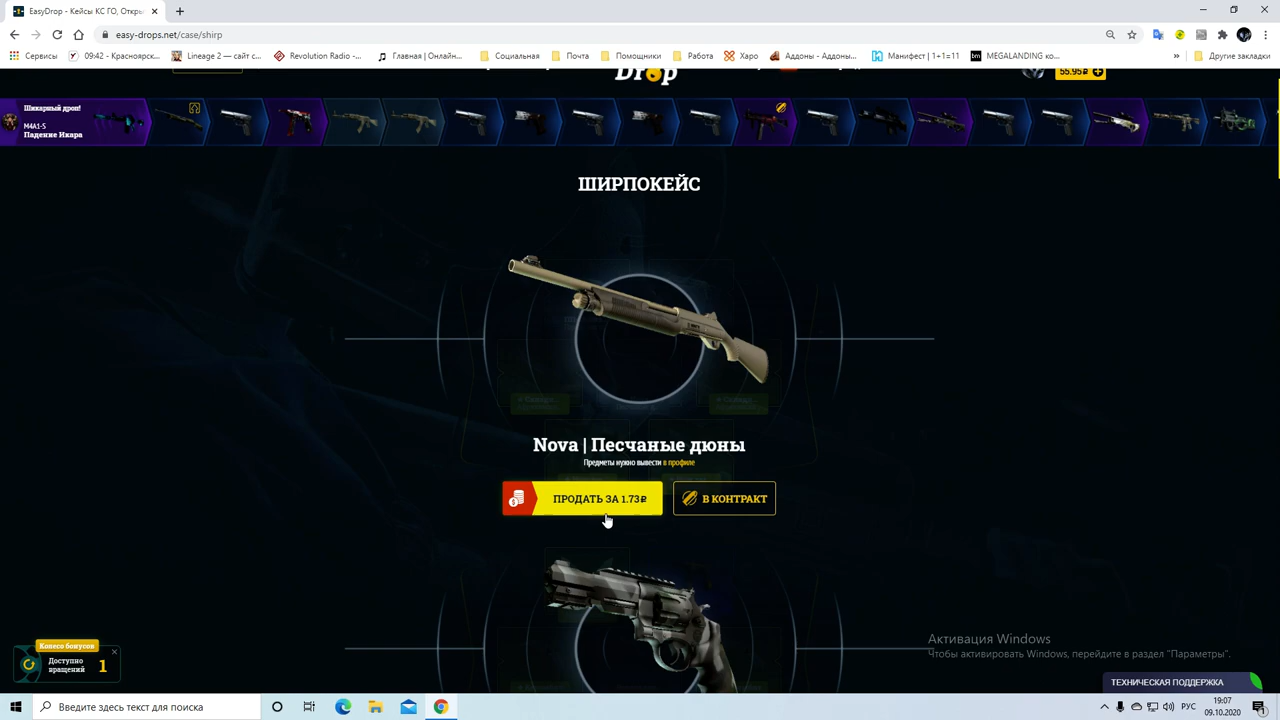 EasyDrop - Кейсы КС ГО, Откры
easy-drops.net/case/shirp
Сервисы
09:42 - Красноярск...
Lineage 2 — сайт с...
Revolution Radio -...
Главная | Онлайн...
Социальная
Почта
Помощники
Работа
Харо
Аддоны - Аддоны...
Манифест | 1+1=11
MEGALANDING ко...
»
Другие закладки
Drop
55.95₽
Шикарный дроп!
M4A1-S
Падение Икара
ШИРПОКЕЙС
Nova | Песчаные дюны
Предметы нужно вывести в профиле
ПРОДАТЬ ЗА 1.73₽
В КОНТРАКТ
Колесо бонусов
Доступно
вращений
1
Активация Windows
Чтобы активировать Windows, перейдите в раздел "Параметры".
ТЕХНИЧЕСКАЯ ПОДДЕРЖКА
Введите здесь текст для поиска
РУС
19:07
09.10.2020